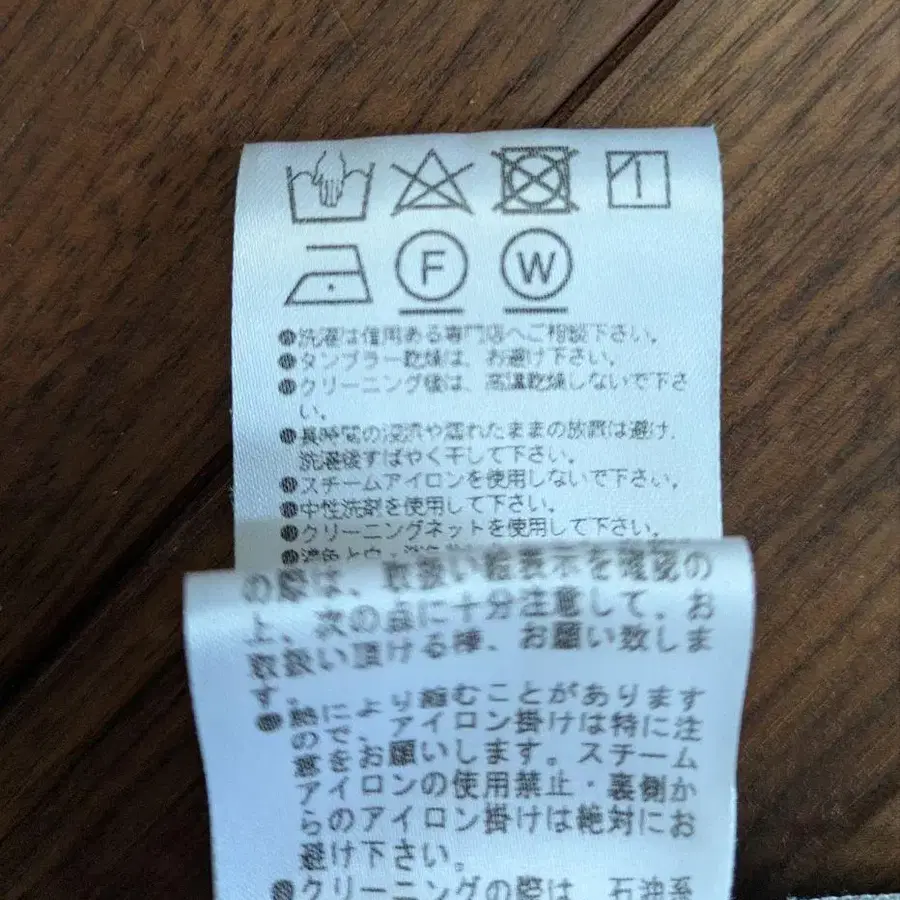 F W
●洗濯は信用ある専門店へご相談下さい。
●タンブラー乾燥は、お避け下さい。
●クリーニング後は、高温乾燥しないで下さ
い。
●長時間の浸漬や濡れたままの放置は避け、
洗濯後すばやく干して下さい。
●スチームアイロンを使用しないで下さい。
●中性洗剤を使用して下さい。
●クリーニングネットを使用して下さい。
●濃色と白・淡色
の際は、取扱い絵表示を確認の
上、次の点に十分注意して、お
取扱い頂ける様、お願い致しま
す。
●熱により縮むことがあります
ので、アイロン掛けは特に注
意をお願いします。スチーム
アイロンの使用禁止・裏側か
らのアイロン掛けは絶対にお
避け下さい。
●クリーニングの際は、石油系